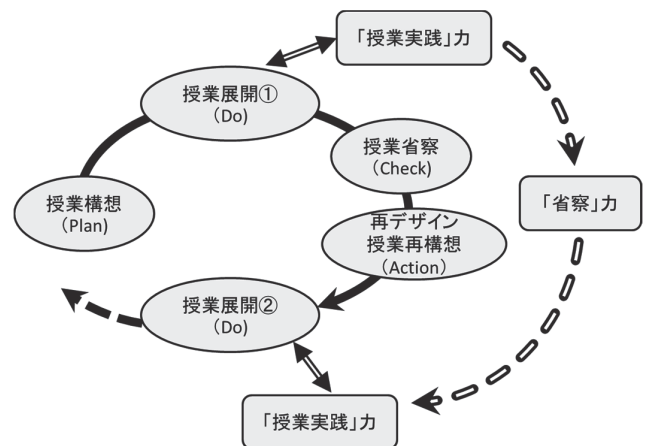 「授業実践」力
授業展開①
（Do)
授業省察
(Check)
授業構想
（Plan)
「省察」力
再デザイン
授業再構想
(Action）
授業展開②
（Do)
「授業実践」力